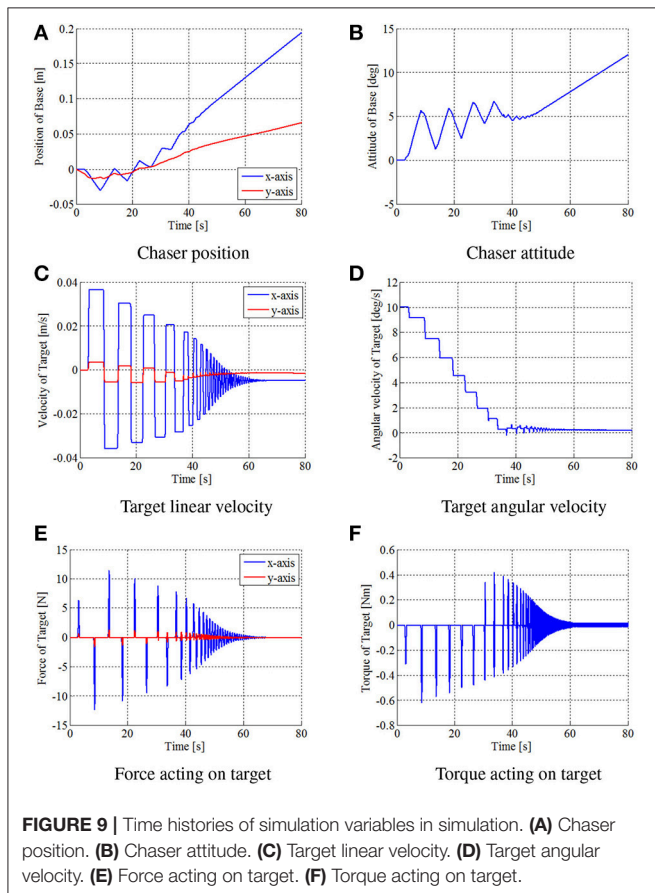 A
0.2
0.15
0.1
0.05
0
-0.05
Position of Base [m]
x-axis
y-axis
0 20 40 60 80
Time [s]
Chaser position
B
15
10
5
0
-5
Attitude of Base [deg]
0 20 40 60 80
Time [s]
Chaser attitude
C
0.04
0.02
0
-0.02
-0.04
Velocity of Target [m/s]
x-axis
y-axis
0 20 40 60 80
Time [s]
Target linear velocity
D
12
10
8
6
4
2
0
-2
Angular velocity of Target [deg/s]
0 20 40 60 80
Time [s]
Target angular velocity
E
15
10
5
0
-5
-10
-15
Force of Target [N]
x-axis
y-axis
0 20 40 60 80
Time [s]
Force acting on target
F
0.6
0.4
0.2
0
-0.2
-0.4
-0.6
-0.8
Torque of Target [Nm]
0 20 40 60 80
Time [s]
Torque acting on target
FIGURE 9 | Time histories of simulation variables in simulation. (A) Chaser
position. (B) Chaser attitude. (C) Target linear velocity. (D) Target angular
velocity. (E) Force acting on target. (F) Torque acting on target.